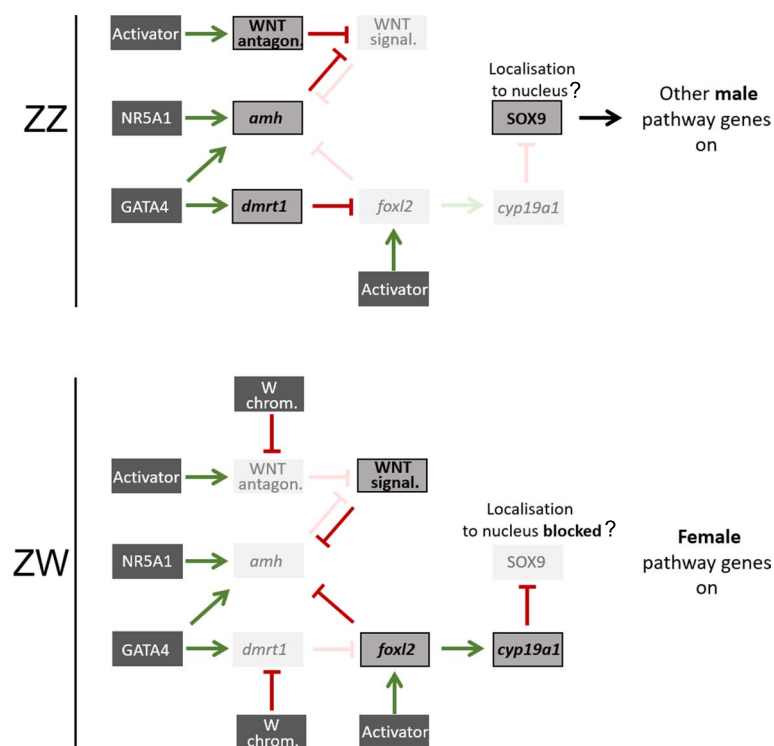 ZZ
Activator
WNT
antagon.
WNT
signal.
NR5A1
amh
Localisation
to nucleus?
SOX9
Other male
pathway genes
on
GATA4
dmrt1
foxl2
cyp19a1
Activator
ZW
W
chrom.
Activator
WNT
antagon.
WNT
signal.
NR5A1
amh
Localisation
to nucleus blocked ?
SOX9
Female
pathway genes
on
GATA4
dmrt1
foxl2
cyp19a1
W
chrom.
Activator